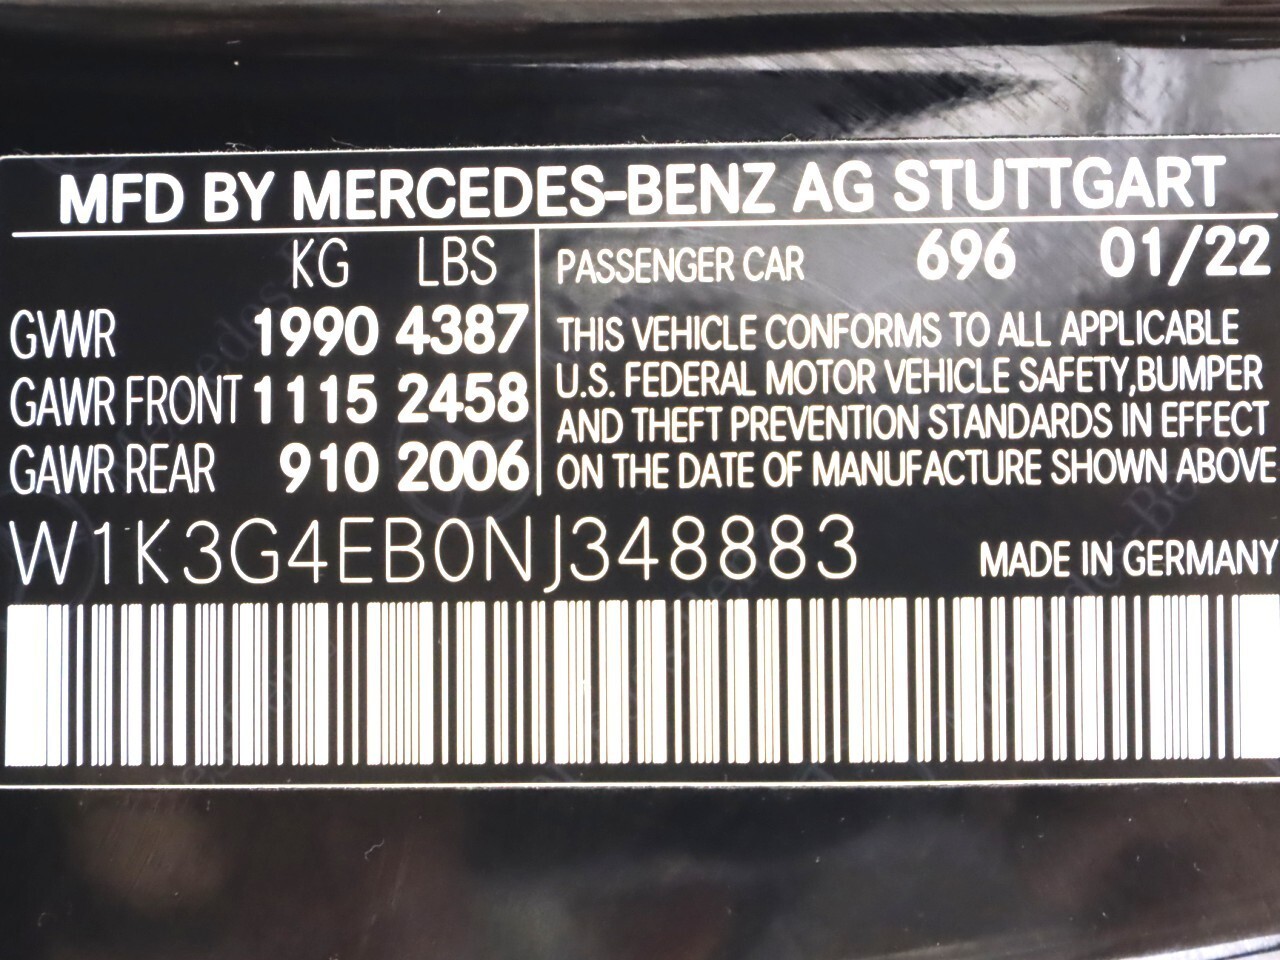 MFD BY MERCEDES-BENZ AG STUTTGART
KG LBS
GVWR 1990 4387
GAWR FRONT 1115 2458
GAWR REAR 910 2006
PASSENGER CAR 696 01/22
THIS VEHICLE CONFORMS TO ALL APPLICABLE
U.S. FEDERAL MOTOR VEHICLE SAFETY,BUMPER
AND THEFT PREVENTION STANDARDS IN EFFECT
ON THE DATE OF MANUFACTURE SHOWN ABOVE
W1K3G4EB0NJ348883
MADE IN GERMANY